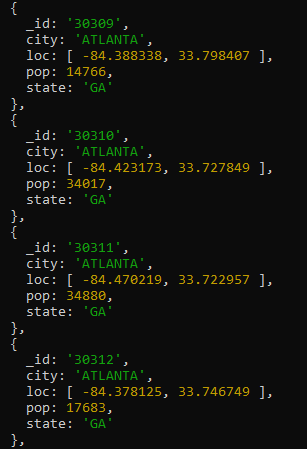 {
_id: '30309',
city: 'ATLANTA',
loc: [ -84.388338, 33.798407 ],
pop: 14766,
state: 'GA'
},
{
_id: '30310',
city: 'ATLANTA',
loc: [ -84.423173, 33.727849 ],
pop: 34017,
state: 'GA'
},
{
_id: '30311',
city: 'ATLANTA',
loc: [ -84.470219, 33.722957 ],
pop: 34880,
state: 'GA'
},
{
_id: '30312',
city: 'ATLANTA',
loc: [ -84.378125, 33.746749 ],
pop: 17683,
state: 'GA'
},